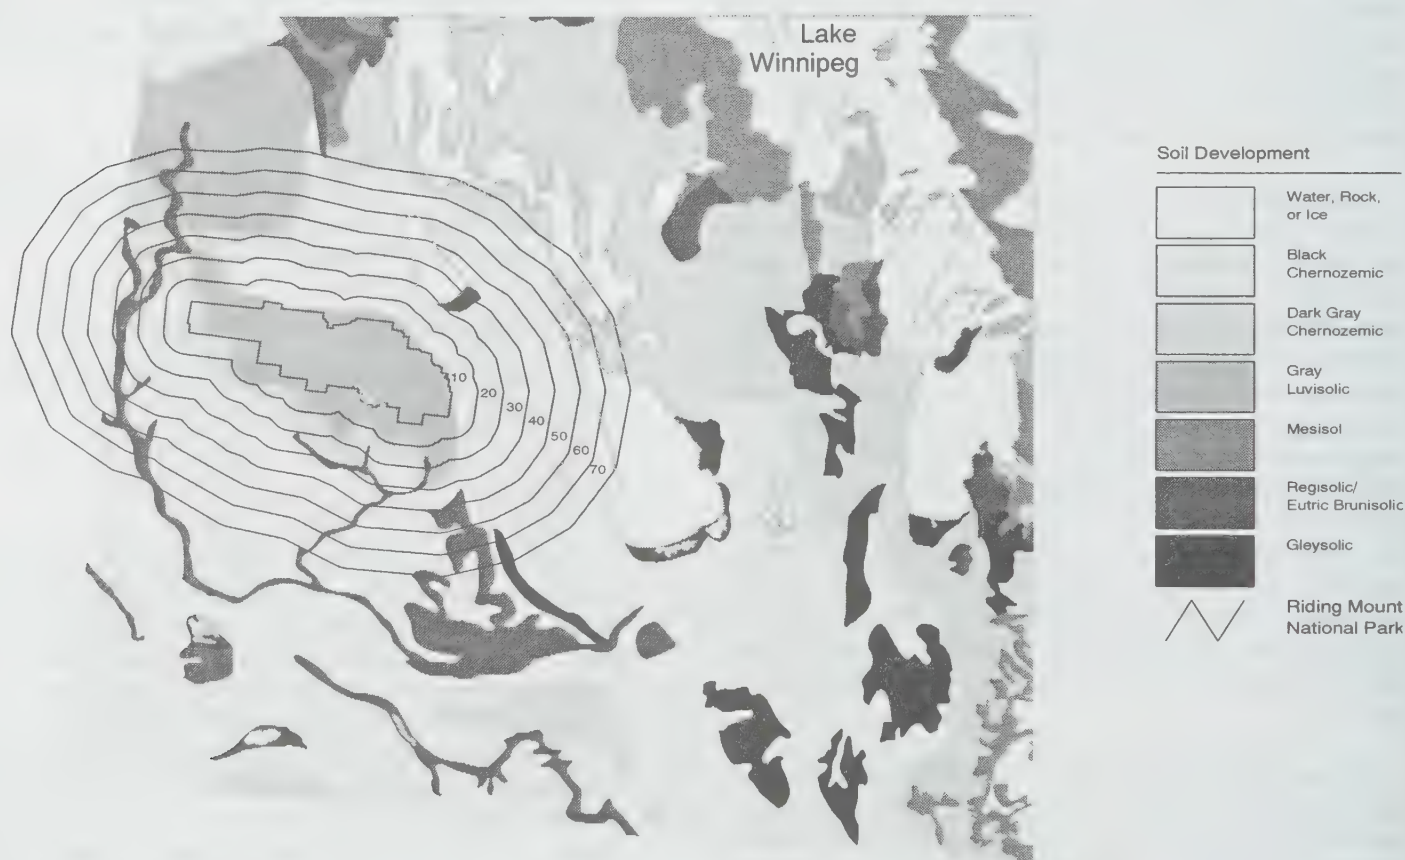 Lake
Winnipeg
10
20
30
40
50
60
70
Soil Development
Water, Rock,
or Ice
Black
Chernozemic
Dark Gray
Chernozemic
Gray
Luvisolic
Mesisol
Regisolic/
Eutric Brunisolic
Gleysolic
Riding Mount
National Park